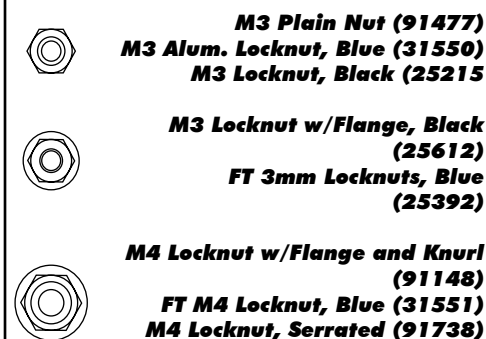 M3 Plain Nut (91477)
M3 Alum. Locknut, Blue (31550)
M3 Locknut, Black (25215
M3 Locknut w/Flange, Black
(25612)
FT 3mm Locknuts, Blue
(25392)
M4 Locknut w/Flange and Knurl
(91148)
FT M4 Locknut, Blue (31551)
M4 Locknut, Serrated (91738)